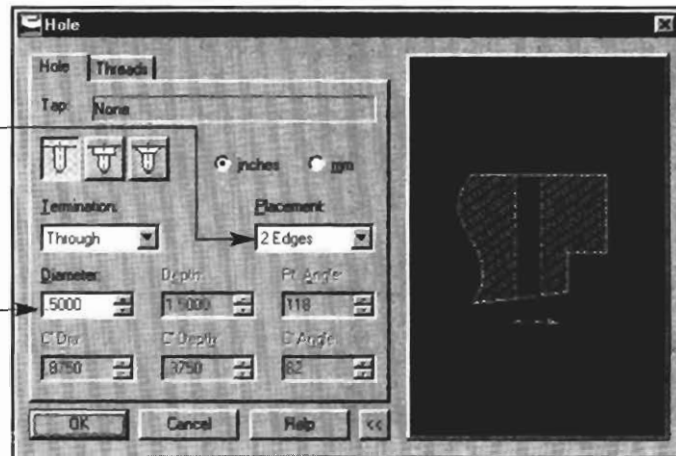 Hole
Hole Threads
Tap: None
inches mm
Termination: Placement:
Through 2 Edges
Diameter: Depth: Pt. Angle:
.5000 1.5000 118
C' Dia: C' Depth: C' Angle:
.8750 .3750 82
OK Cancel Help <<